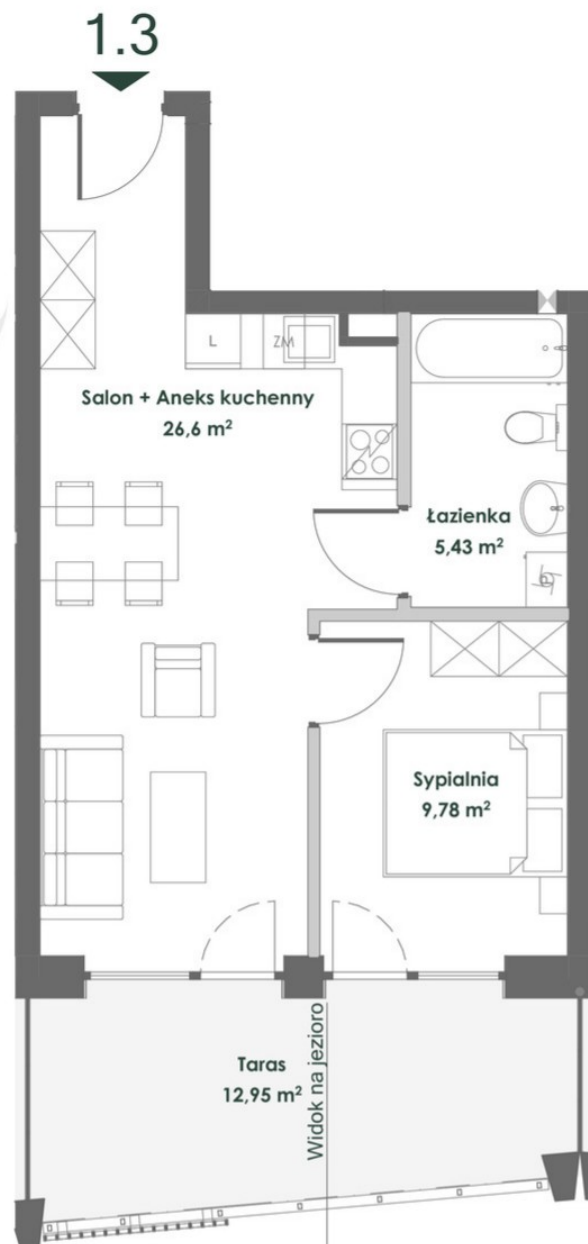 1.3
L
ZM
Salon + Aneks kuchenny
26,6 m²
Łazienka
5,43 m²
Sypialnia
9,78 m²
Taras
12,95 m²
Widok na jezioro